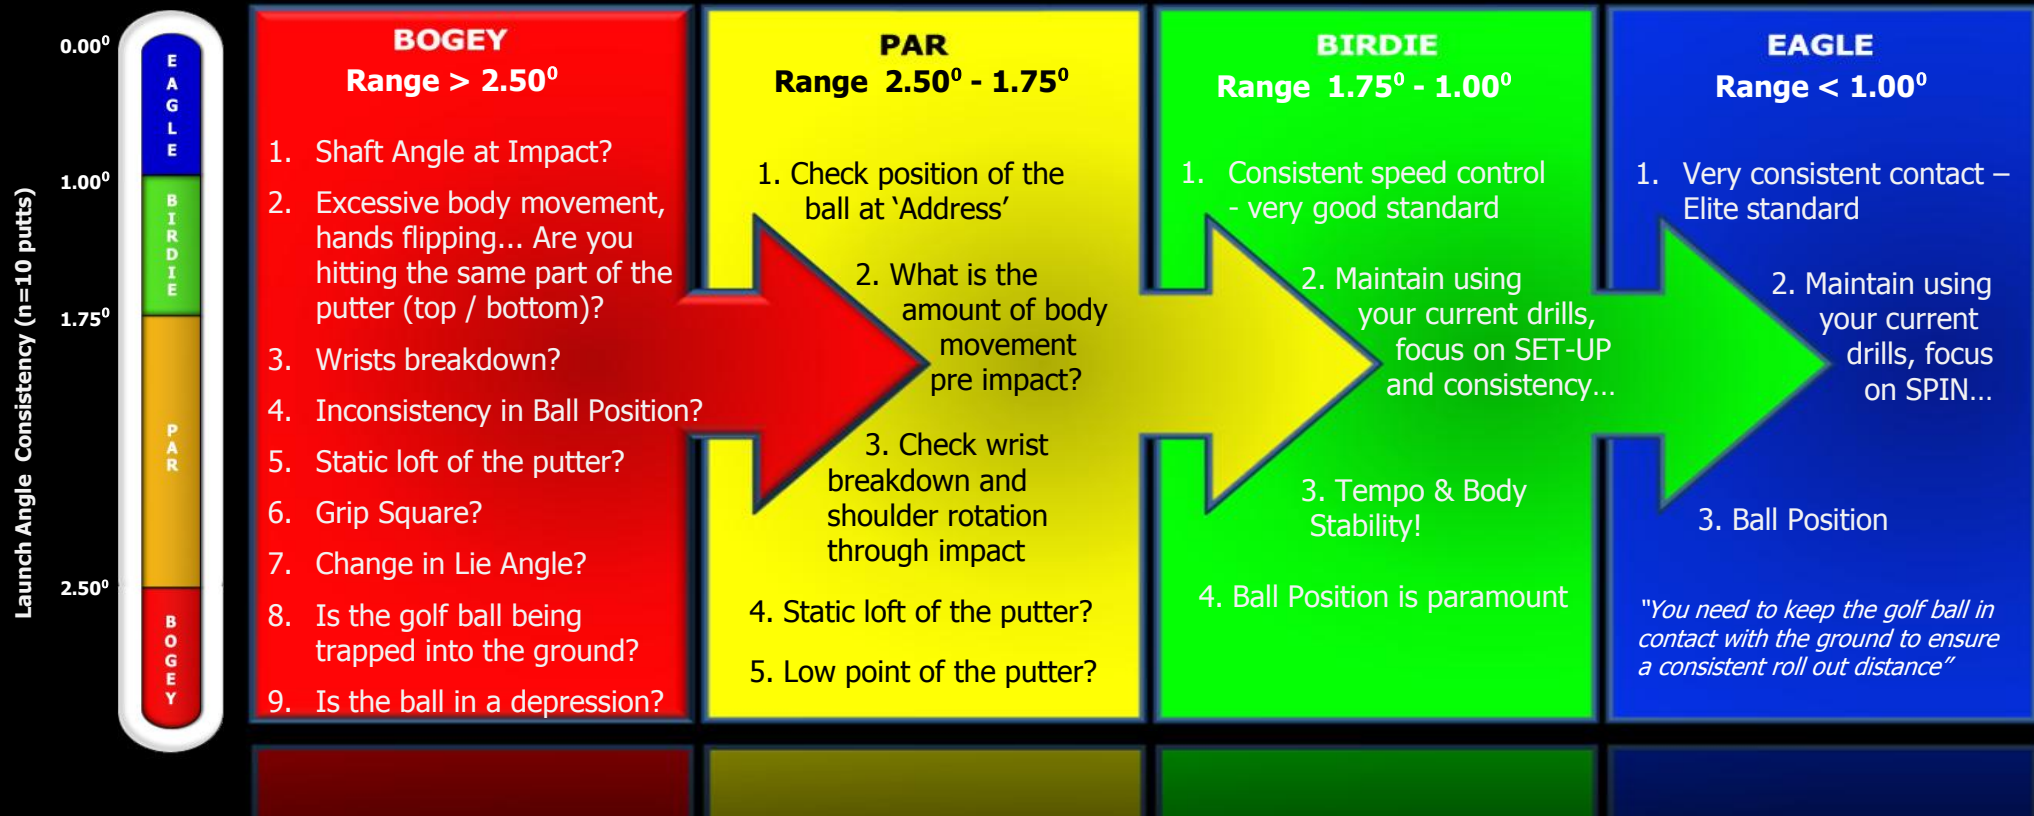 Launch Angle Consistency (n=10 putts)
0.00⁰
1.00⁰
1.75⁰
2.50⁰
EAGLE
BIRDIE
PAR
BOGEY
BOGEY
Range > 2.50⁰
1. Shaft Angle at Impact?
2. Excessive body movement,
hands flipping... Are you
hitting the same part of the
putter (top / bottom)?
3. Wrists breakdown?
4. Inconsistency in Ball Position?
5. Static loft of the putter?
6. Grip Square?
7. Change in Lie Angle?
8. Is the golf ball being
trapped into the ground?
9. Is the ball in a depression?
PAR
Range 2.50⁰ - 1.75⁰
1. Check position of the
ball at ‘Address’
2. What is the
amount of body
movement
pre impact?
3. Check wrist
breakdown and
shoulder rotation
through impact
4. Static loft of the putter?
5. Low point of the putter?
BIRDIE
Range 1.75⁰ - 1.00⁰
1. Consistent speed control
- very good standard
2. Maintain using
your current drills,
focus on SET-UP
and consistency...
3. Tempo & Body
Stability!
4. Ball Position is paramount
EAGLE
Range < 1.00⁰
1. Very consistent contact –
Elite standard
2. Maintain using
your current
drills, focus
on SPIN...
3. Ball Position
“You need to keep the golf ball in
contact with the ground to ensure
a consistent roll out distance”